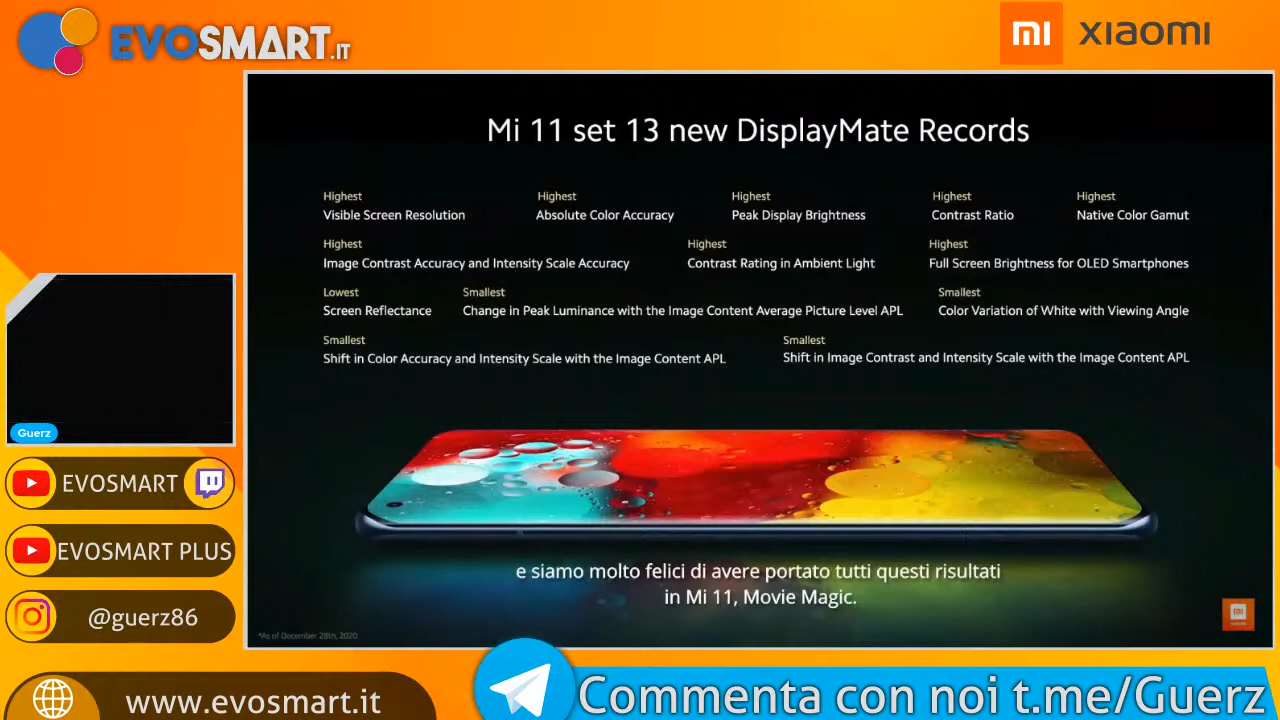 EVOSMART.IT
mi xiaomi
Mi 11 set 13 new DisplayMate Records
Highest Highest Highest Highest Highest
Visible Screen Resolution Absolute Color Accuracy Peak Display Brightness Contrast Ratio Native Color Gamut
Highest Highest Highest
Image Contrast Accuracy and Intensity Scale Accuracy Contrast Rating in Ambient Light Full Screen Brightness for OLED Smartphones
Lowest Smallest Smallest
Screen Reflectance Change in Peak Luminance with the Image Content Average Picture Level APL Color Variation of White with Viewing Angle
Smallest Smallest
Shift in Color Accuracy and Intensity Scale with the Image Content APL Shift in Image Contrast and Intensity Scale with the Image Content APL
Guerz
EVOSMART
EVOSMART PLUS
@guerz86
e siamo molto felici di avere portato tutti questi risultati
in Mi 11, Movie Magic.
*As of December 28th, 2020
www.evosmart.it
Commenta con noi t.me/Guerz